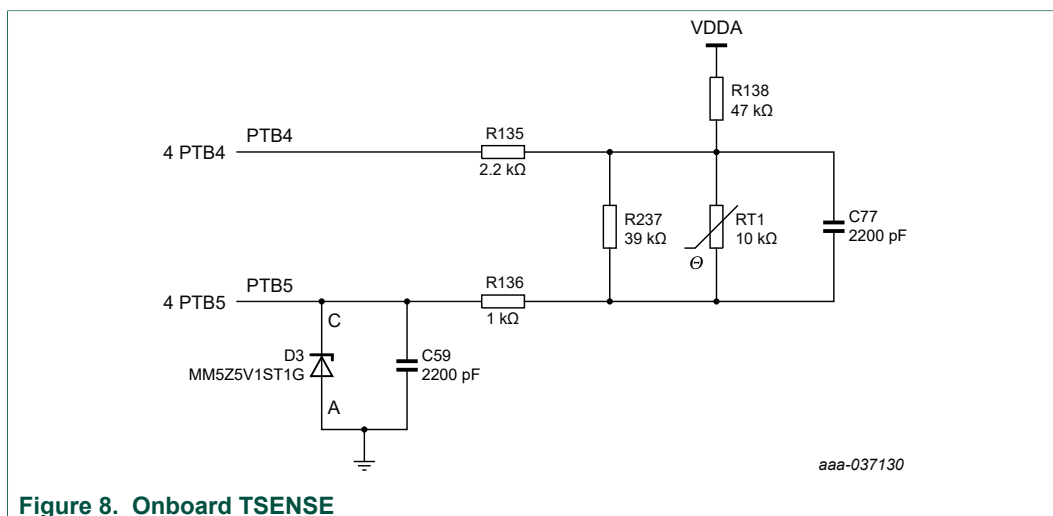 VDDA
R138
47 kΩ
PTB4
4 PTB4
R135
2.2 kΩ
R237
39 kΩ
RT1
10 kΩ
Θ
C77
2200 pF
PTB5
4 PTB5
R136
1 kΩ
C
D3
MM5Z5V1ST1G
C59
2200 pF
A
aaa-037130
Figure 8. Onboard TSENSE